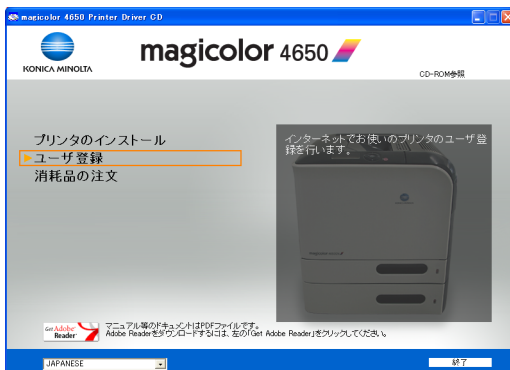 magicolor 4650 Printer Driver CD
KONICA MINOLTA
magicolor 4650
CD-ROM参照
プリンタのインストール
ユーザ登録
消耗品の注文
インターネットでお使いのプリンタのユーザ登
録を行います。
Get Adobe
Reader
マニュアル等のドキュメントはPDFファイルです。
Adobe Readerをダウンロードするには、左の「Get Adobe Reader」をクリックしてください。
JAPANESE
終了